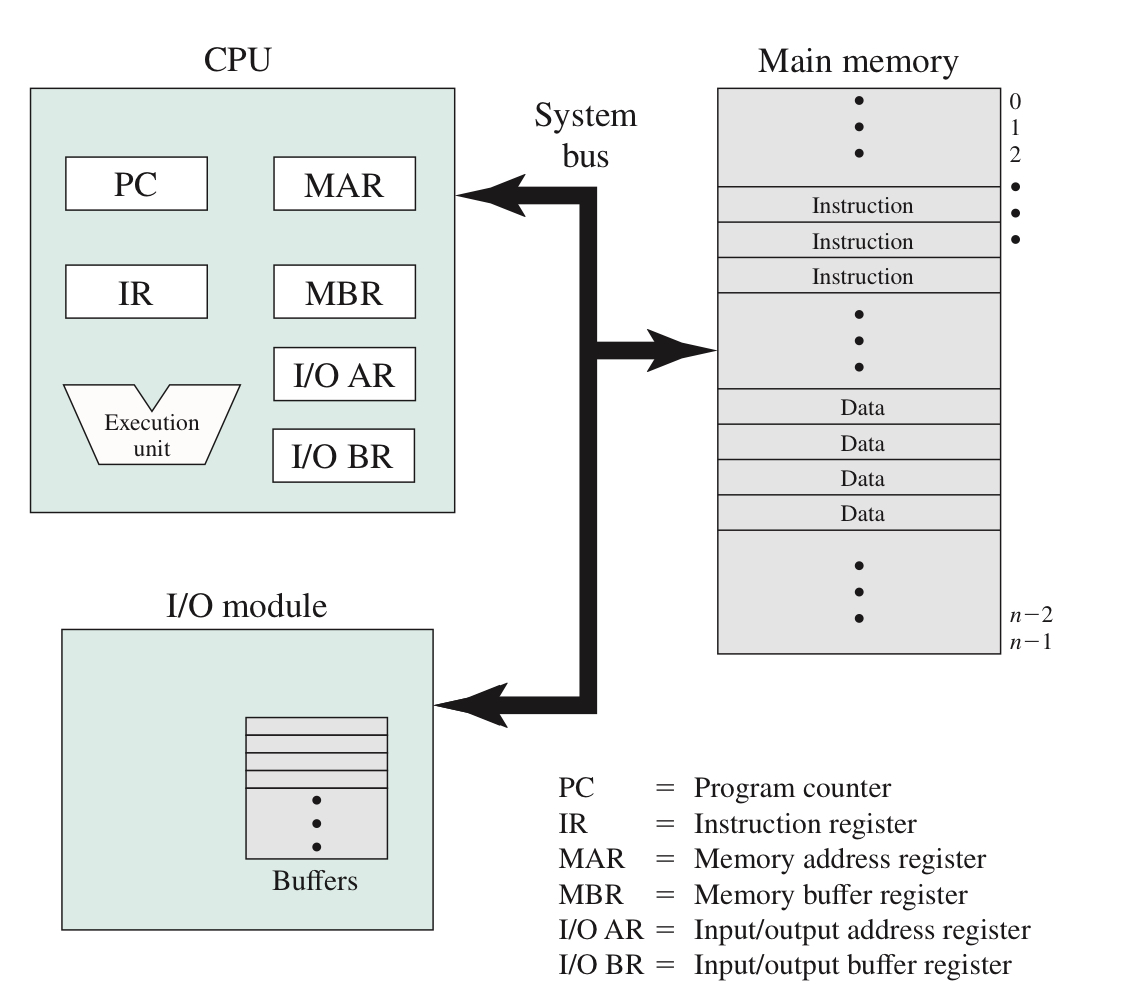 CPU
PC
MAR
IR
MBR
I/O AR
I/O BR
Execution
unit
System
bus
Main memory
0
1
2
Instruction
Instruction
Instruction
Data
Data
Data
Data
n−2
n−1
I/O module
Buffers
PC = Program counter
IR = Instruction register
MAR = Memory address register
MBR = Memory buffer register
I/O AR = Input/output address register
I/O BR = Input/output buffer register